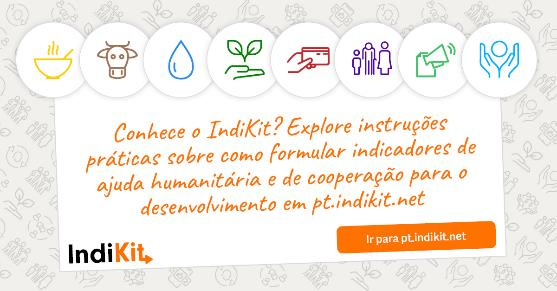 Conhece o IndiKit? Explore instruções
práticas sobre como formular indicadores de
ajuda humanitária e de cooperação para o
desenvolvimento em pt.indikit.net
Ir para pt.indikit.net
IndiKit